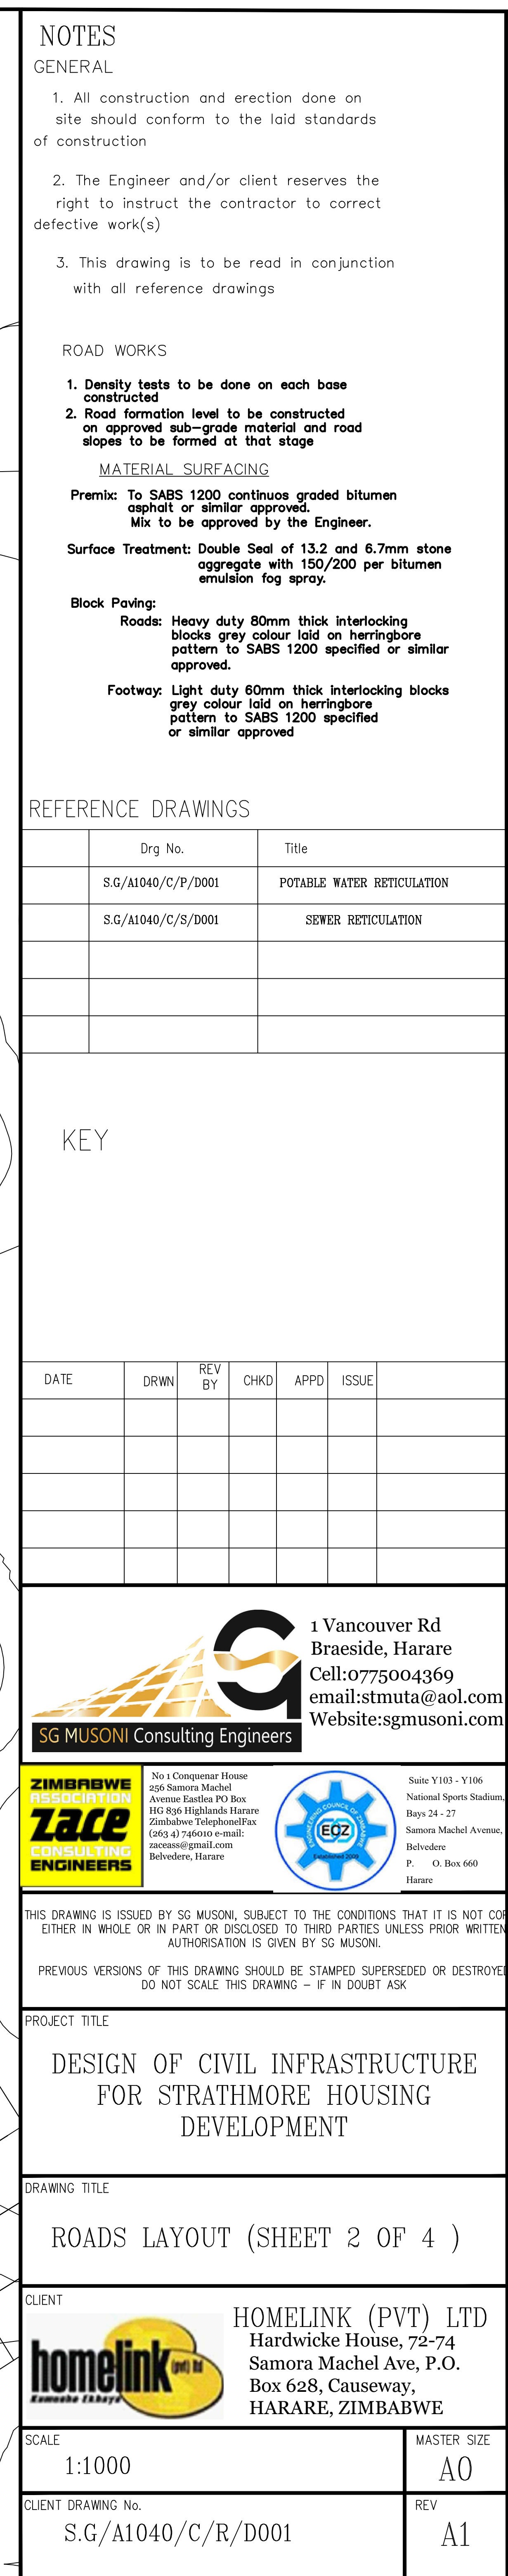 NOTES
GENERAL
1. All construction and erection done on
site should conform to the laid standards
of construction
2. The Engineer and/or client reserves the
right to instruct the contractor to correct
defective work(s)
3. This drawing is to be read in conjunction
with all reference drawings
ROAD WORKS
1. Density tests to be done on each base
constructed
2. Road formation level to be constructed
on approved sub-grade material and road
slopes to be formed at that stage
MATERIAL SURFACING
Premix: To SABS 1200 continuos graded bitumen
asphalt or similar approved.
Mix to be approved by the Engineer.
Surface Treatment: Double Seal of 13.2 and 6.7mm stone
aggregate with 150/200 per bitumen
emulsion fog spray.
Block Paving:
Roads: Heavy duty 80mm thick interlocking
blocks grey colour laid on herringbore
pattern to SABS 1200 specified or similar
approved.
Footway: Light duty 60mm thick interlocking blocks
grey colour laid on herringbore
pattern to SABS 1200 specified
or similar approved
REFERENCE DRAWINGS
Drg No. Title
S.G/A1040/C/P/D001 POTABLE WATER RETICULATION
S.G/A1040/C/S/D001 SEWER RETICULATION
KEY
DATE DRWN REV BY CHKD APPD ISSUE
SG MUSONI Consulting Engineers
1 Vancouver Rd
Braeside, Harare
Cell:0775004369
email:stmuta@aol.com
Website:sgmusoni.com
ZIMBABWE
ASSOCIATION
zace
CONSULTING
ENGINEERS
No 1 Conquenar House
256 Samora Machel
Avenue Eastlea PO Box
HG 836 Highlands Harare
Zimbabwe TelephonelFax
(263 4) 746010 e-mail:
zaceass@gmail.com
Belvedere, Harare
ENGINEERING COUNCIL OF ZIMBABWE
ECZ
Established 2009
Suite Y103 - Y106
National Sports Stadium,
Bays 24 - 27
Samora Machel Avenue,
Belvedere
P. O. Box 660
Harare
THIS DRAWING IS ISSUED BY SG MUSONI, SUBJECT TO THE CONDITIONS THAT IT IS NOT COP
EITHER IN WHOLE OR IN PART OR DISCLOSED TO THIRD PARTIES UNLESS PRIOR WRITTEN
AUTHORISATION IS GIVEN BY SG MUSONI.
PREVIOUS VERSIONS OF THIS DRAWING SHOULD BE STAMPED SUPERSEDED OR DESTROYED
DO NOT SCALE THIS DRAWING - IF IN DOUBT ASK
PROJECT TITLE
DESIGN OF CIVIL INFRASTRUCTURE
FOR STRATHMORE HOUSING
DEVELOPMENT
DRAWING TITLE
ROADS LAYOUT (SHEET 2 OF 4 )
CLIENT
homelink (pvt) ltd
Kumusha Ekhaya
HOMELINK (PVT) LTD
Hardwicke House, 72-74
Samora Machel Ave, P.O.
Box 628, Causeway,
HARARE, ZIMBABWE
SCALE
1:1000
MASTER SIZE
A0
CLIENT DRAWING No.
S.G/A1040/C/R/D001
REV
A1